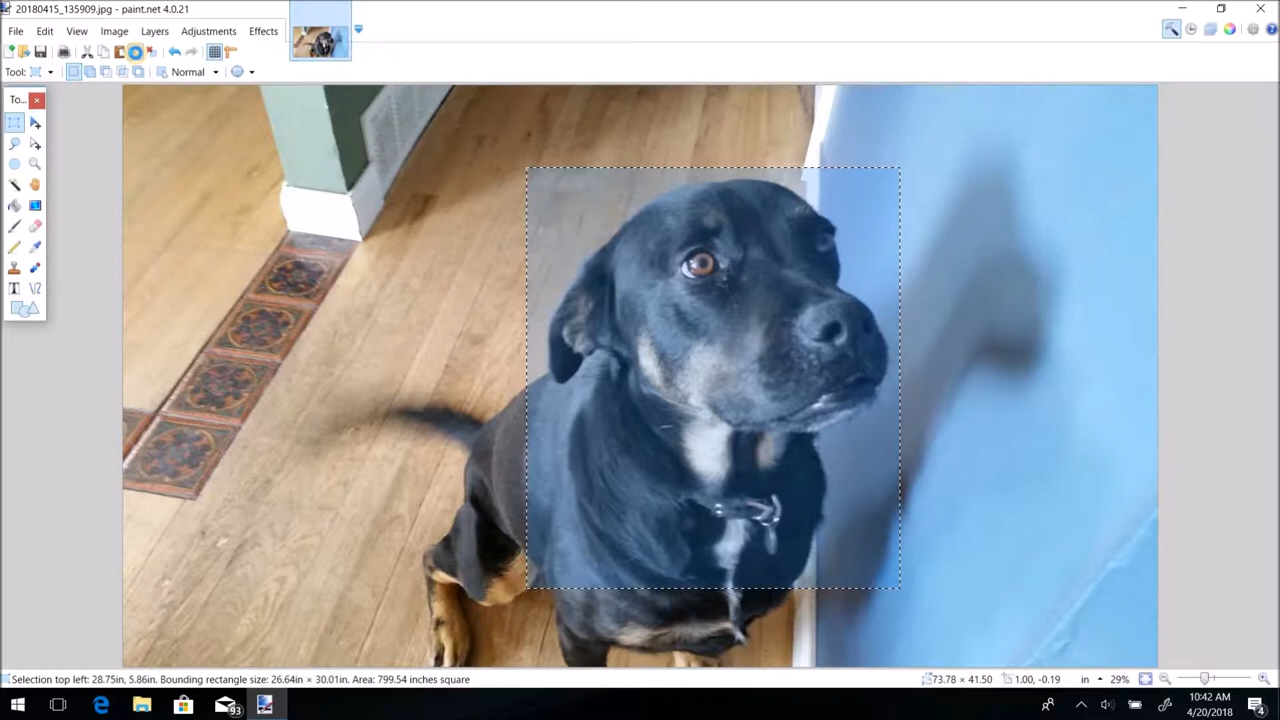 20180415_135909.jpg - paint.net 4.0.21
File Edit View Image Layers Adjustments Effects
Tool: Normal
To...
Selection top left: 28.75in, 5.86in. Bounding rectangle size: 26.64in × 30.01in. Area: 799.54 inches square
73.78 × 41.50 1.00, -0.19 in 29%
93
10:42 AM
4/20/2018
4